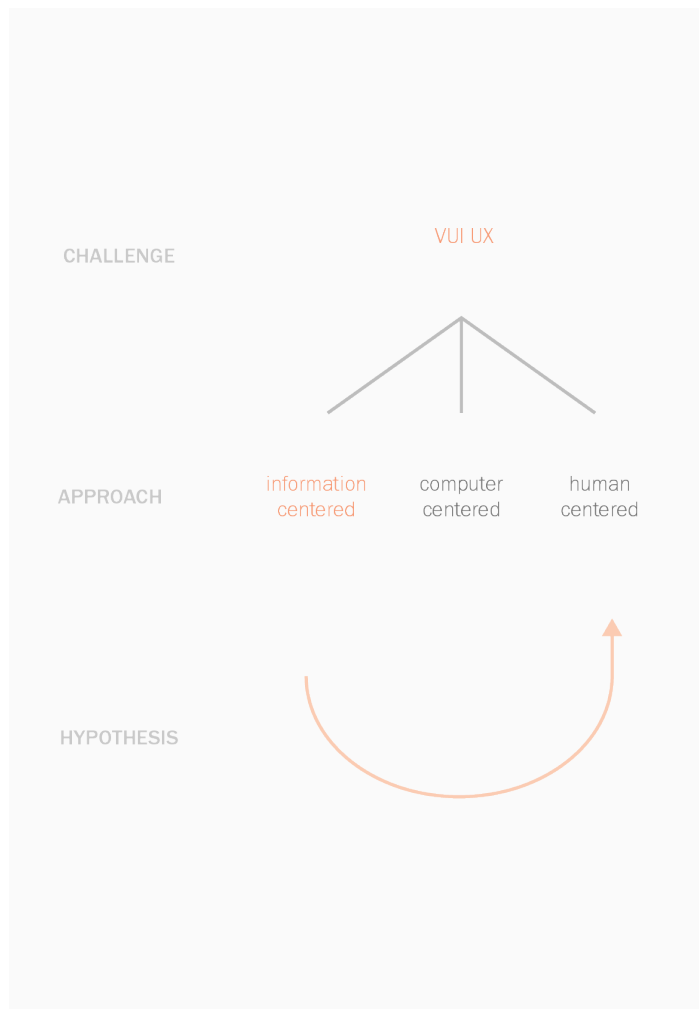 CHALLENGE
VUI UX
APPROACH
information
centered
computer
centered
human
centered
HYPOTHESIS